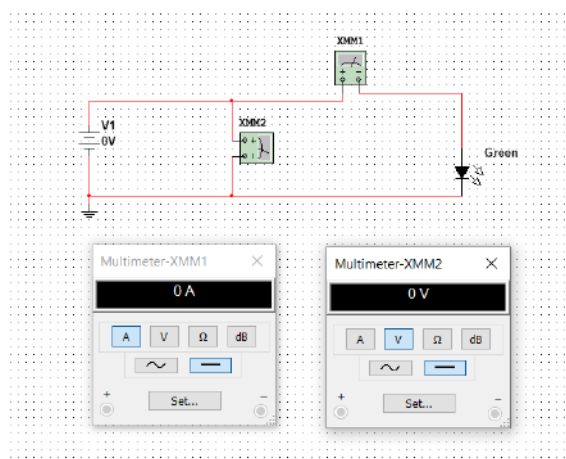 XMM1
V1
0V
XMM2
Green
Multimeter-XMM1
0 A
A V Ω dB
Set...
+ −
Multimeter-XMM2
0 V
A V Ω dB
Set...
+ −